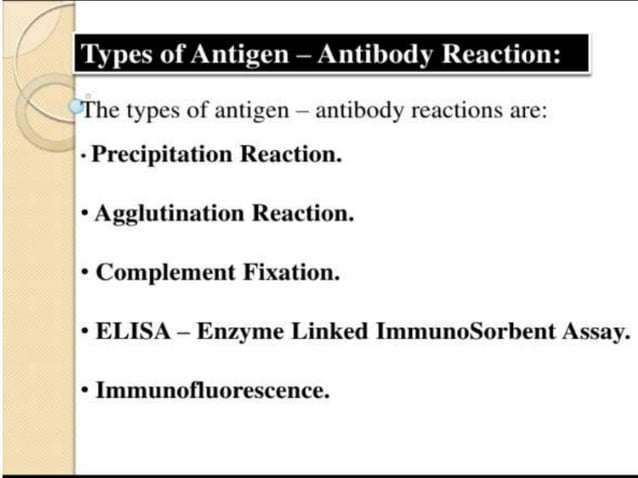 Types of Antigen – Antibody Reaction:
The types of antigen – antibody reactions are:
• Precipitation Reaction.
• Agglutination Reaction.
• Complement Fixation.
• ELISA – Enzyme Linked ImmunoSorbent Assay.
• Immunofluorescence.